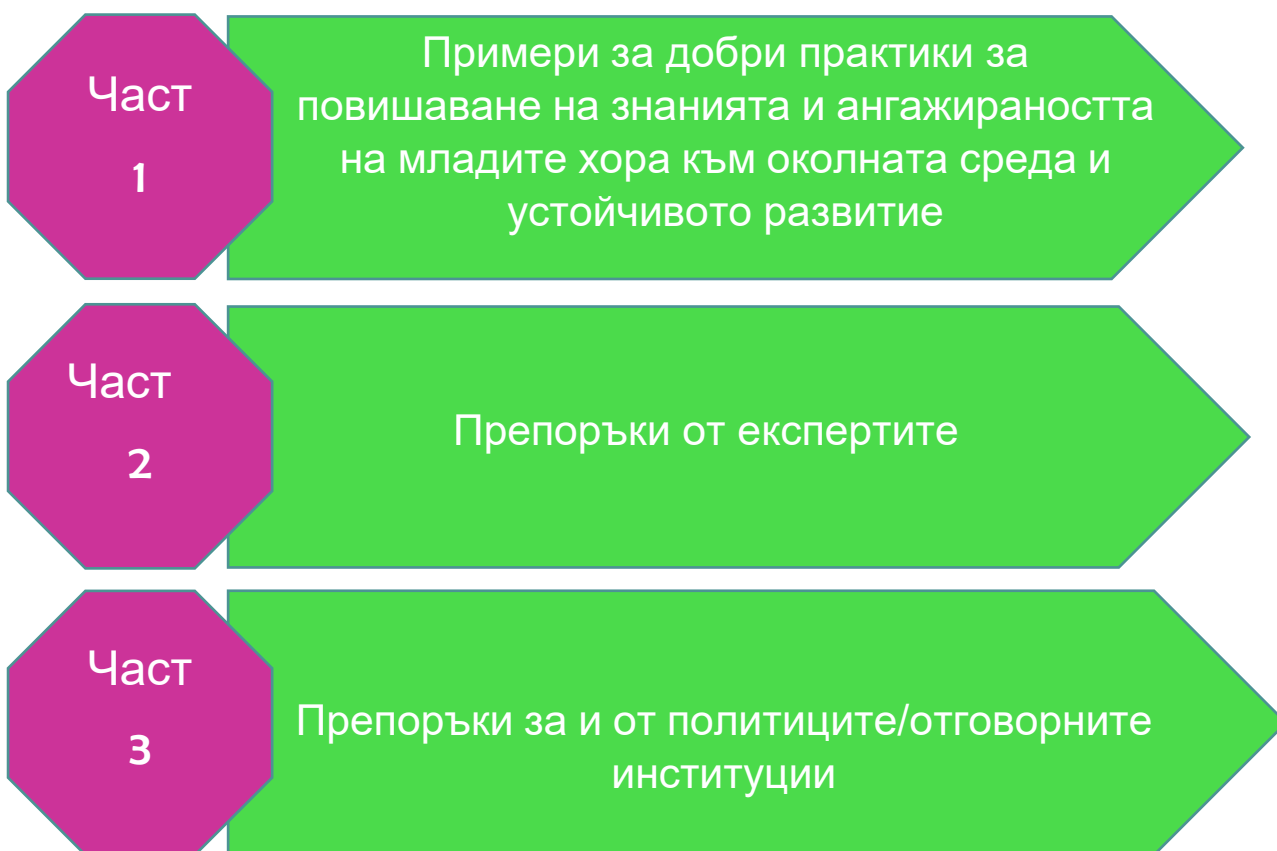 Част
1
Примери за добри практики за
повишаване на знанията и ангажираността
на младите хора към околната среда и
устойчивото развитие
Част
2
Препоръки от експертите
Част
3
Препоръки за и от политиците/отговорните
институции